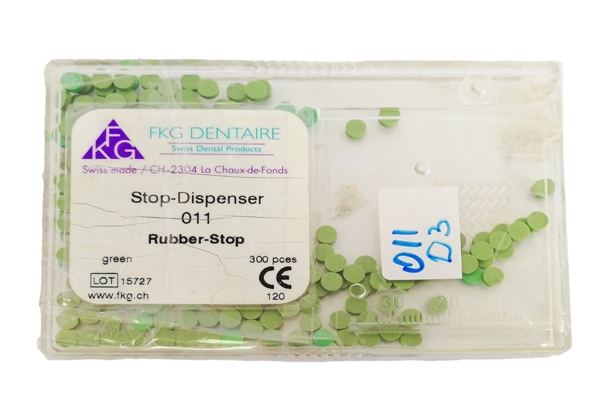 FKG
FKG DENTAIRE
Swiss Dental Products
Swiss made / CH-2304 La Chaux-de-Fonds
Stop-Dispenser
011
Rubber-Stop
green 300 pces
LOT 15727 CE
www.fkg.ch 120
011
D3
30 20